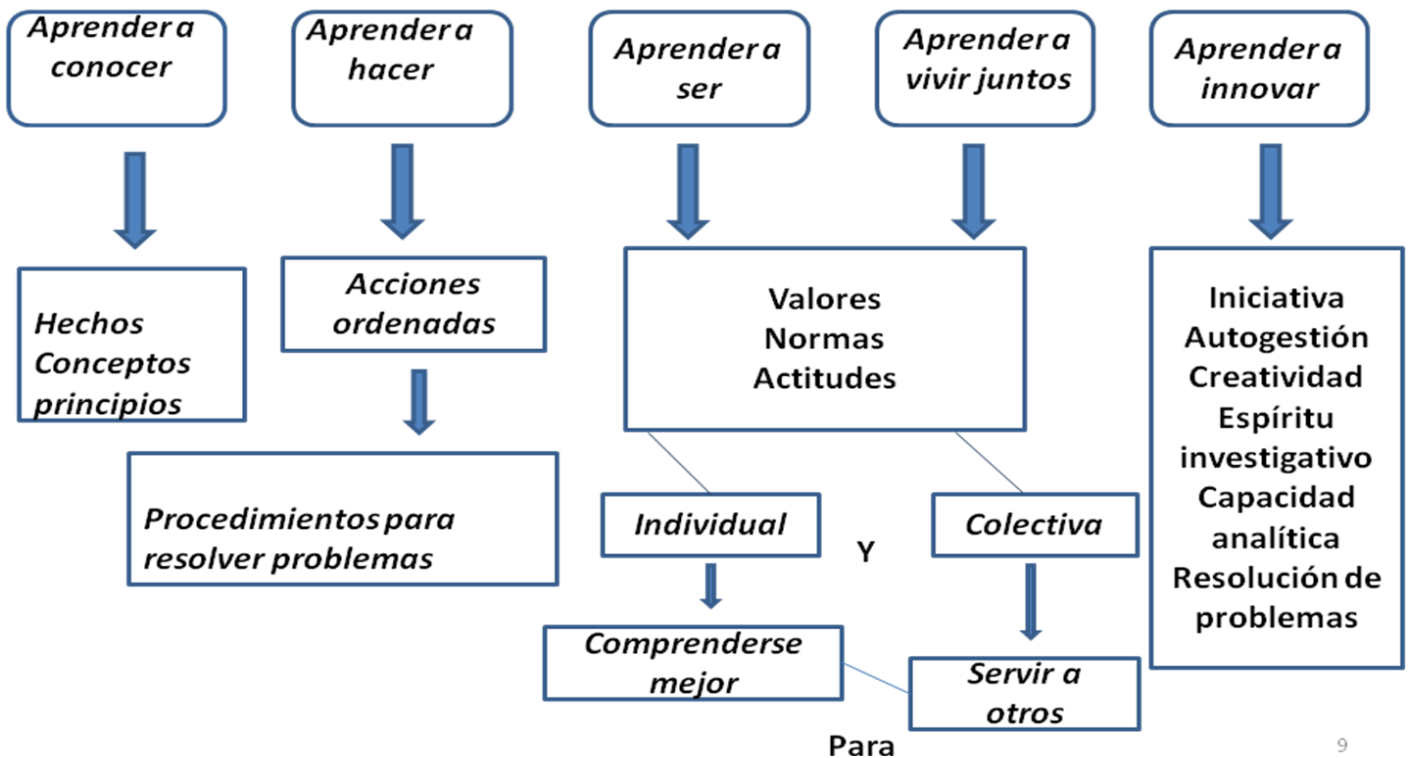 Aprender a
conocer
Aprender a
hacer
Aprender a
ser
Aprender a
vivir juntos
Aprender a
innovar
Hechos
Conceptos
principios
Acciones
ordenadas
Procedimientos para
resolver problemas
Valores
Normas
Actitudes
Individual
Y
Colectiva
Comprenderse
mejor
Servir a
otros
Para
Iniciativa
Autogestión
Creatividad
Espíritu
investigativo
Capacidad
analítica
Resolución de
problemas
9